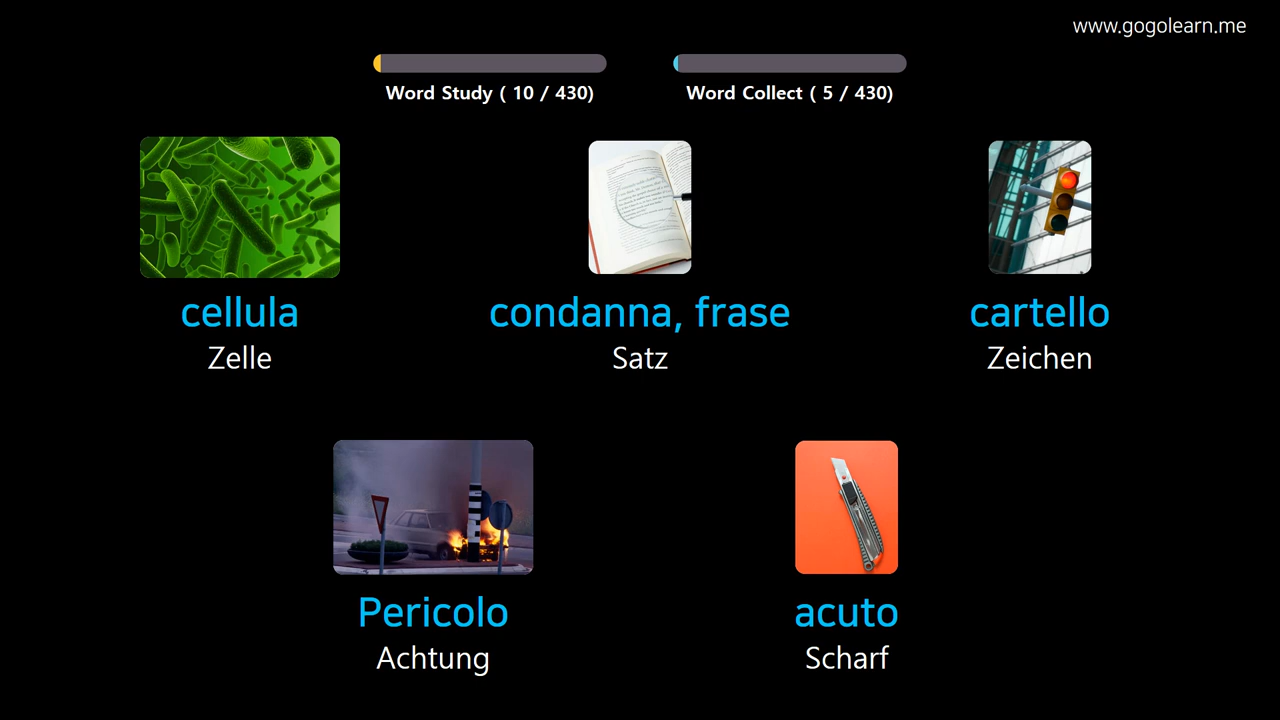 www.gogolearn.me
Word Study ( 10 / 430)
Word Collect ( 5 / 430)
cellula
Zelle
condanna, frase
Satz
cartello
Zeichen
Pericolo
Achtung
acuto
Scharf